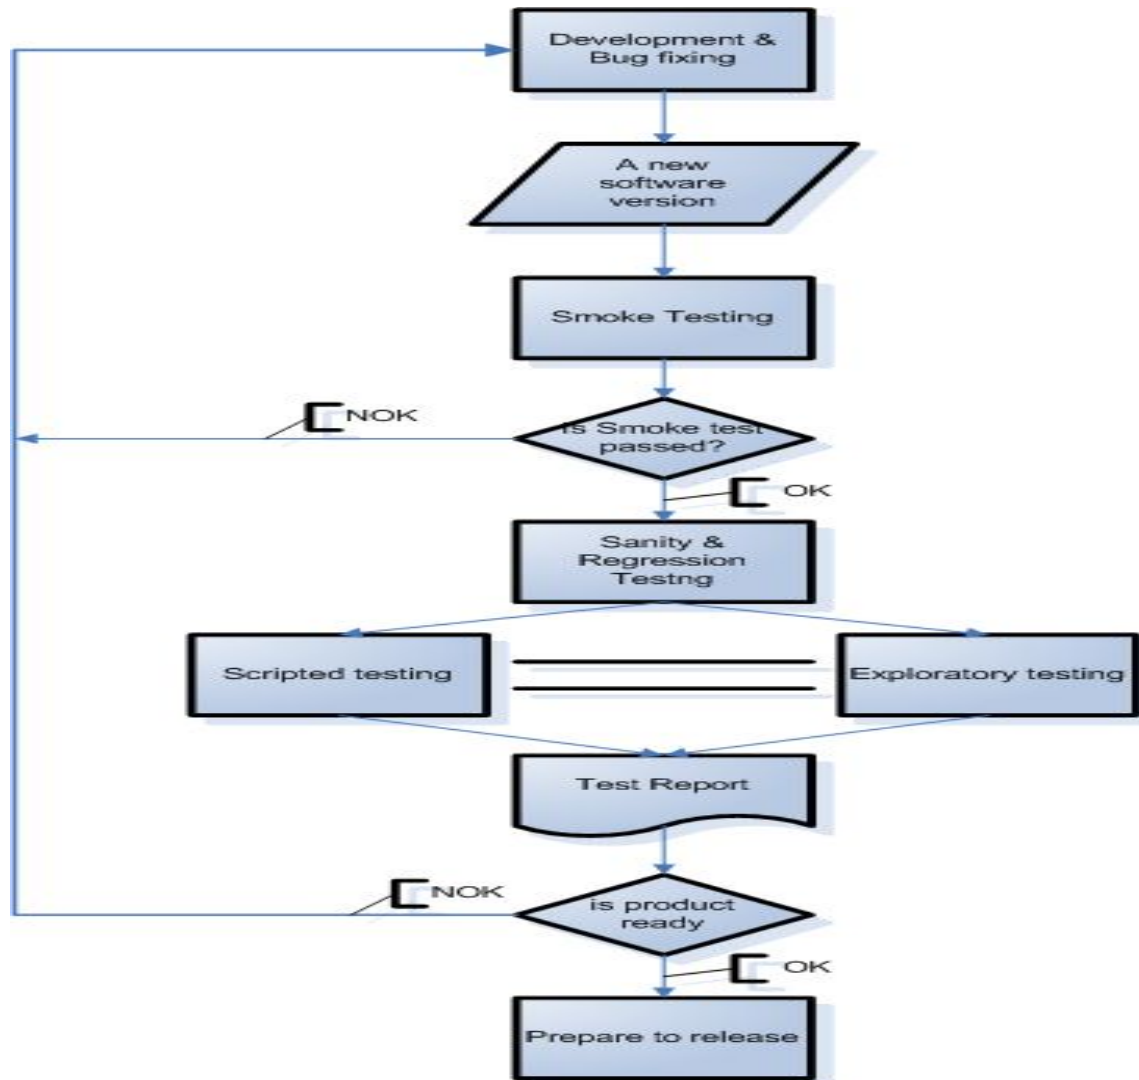 Development &
Bug fixing
A new
software
version
Smoke Testing
NOK
is Smoke test
passed?
OK
Sanity &
Regression
Testng
Scripted testing
Exploratory testing
Test Report
NOK
is product
ready
OK
Prepare to release